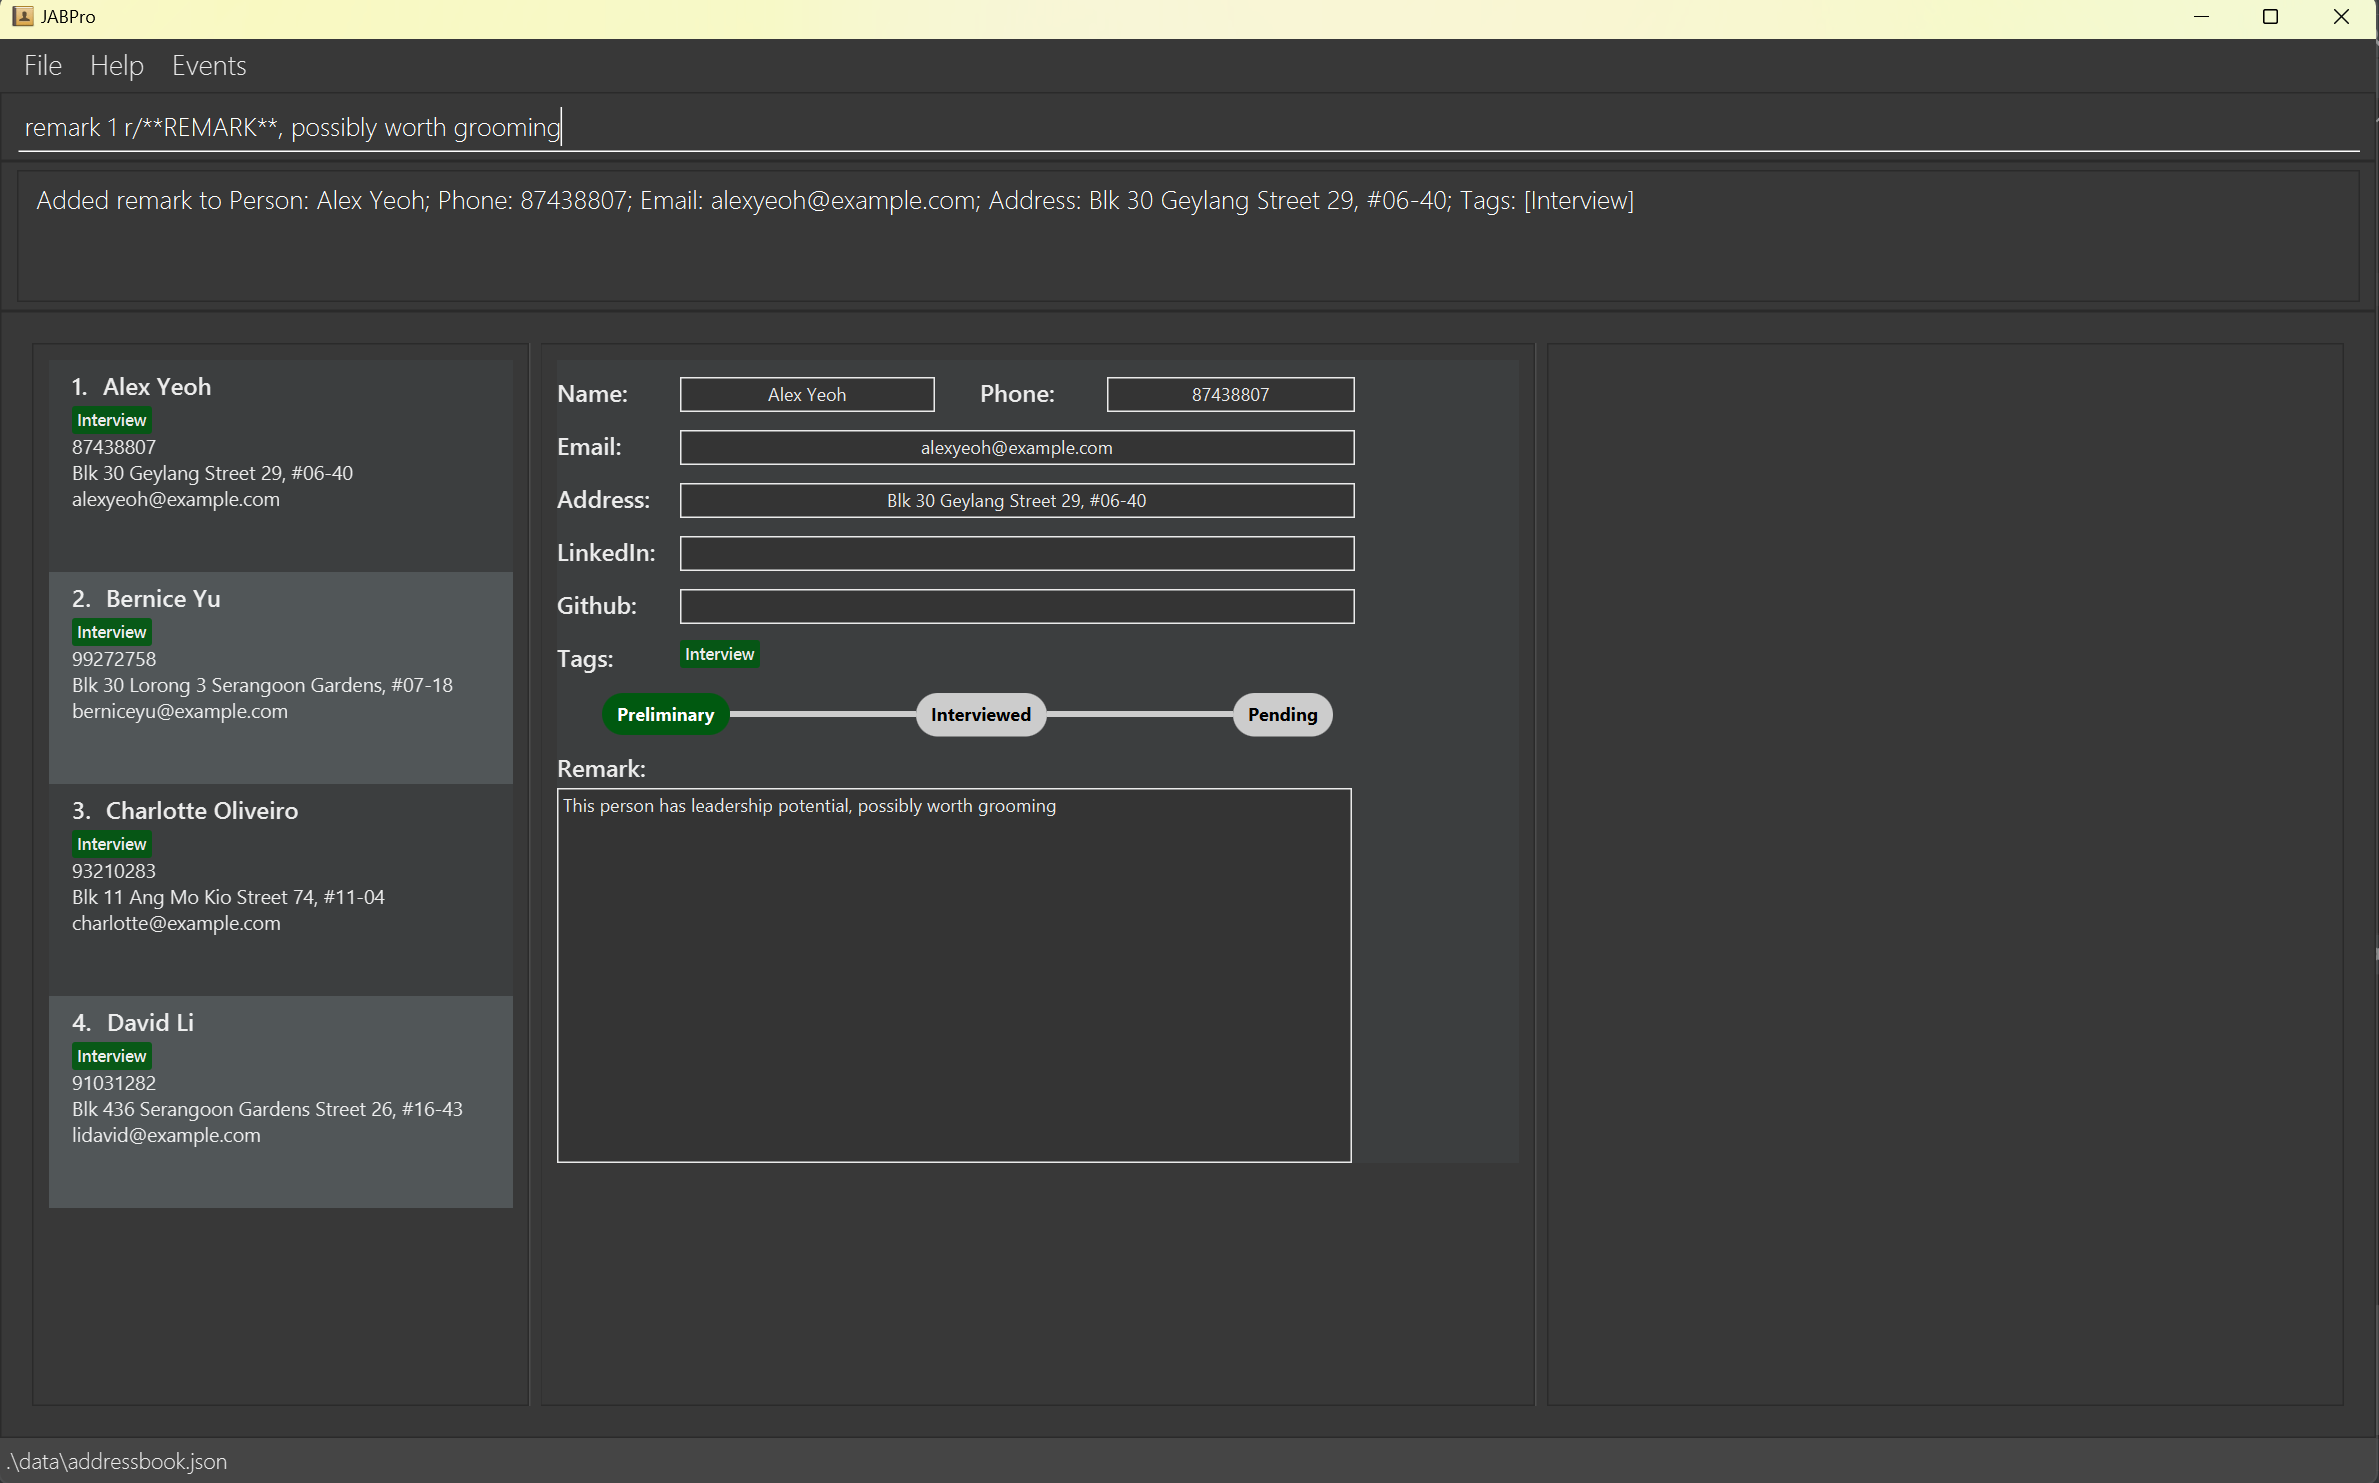 JABPro
File Help Events
remark 1 r/**REMARK**, possibly worth grooming
Added remark to Person: Alex Yeoh; Phone: 87438807; Email: alexyeoh@example.com; Address: Blk 30 Geylang Street 29, #06-40; Tags: [Interview]
1. Alex Yeoh
Interview
87438807
Blk 30 Geylang Street 29, #06-40
alexyeoh@example.com
2. Bernice Yu
Interview
99272758
Blk 30 Lorong 3 Serangoon Gardens, #07-18
berniceyu@example.com
3. Charlotte Oliveiro
Interview
93210283
Blk 11 Ang Mo Kio Street 74, #11-04
charlotte@example.com
4. David Li
Interview
91031282
Blk 436 Serangoon Gardens Street 26, #16-43
lidavid@example.com
Name: Alex Yeoh Phone: 87438807
Email: alexyeoh@example.com
Address: Blk 30 Geylang Street 29, #06-40
LinkedIn:
Github:
Tags: Interview
Preliminary Interviewed Pending
Remark:
This person has leadership potential, possibly worth grooming
.\data\addressbook.json